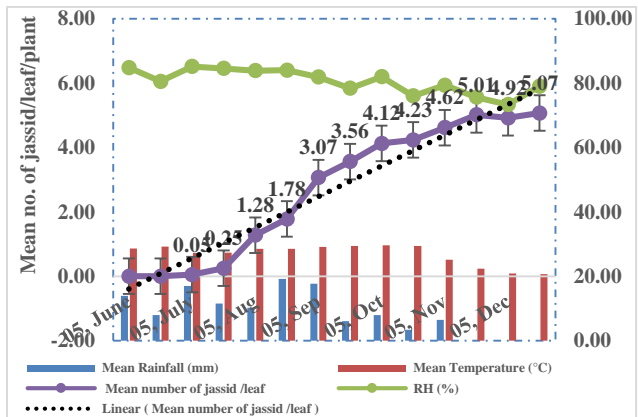 8.00
6.00
4.00
2.00
0.00
-2.00
Mean no. of jassid/leaf/plant
100.00
80.00
60.00
40.00
20.00
0.00
0.05
0.25
1.28
1.78
3.07
3.56
4.12
4.23
4.62
5.01
4.92
5.07
05, June
05, July
05, Aug
05, Sep
05, Oct
05, Nov
05, Dec
Mean Rainfall (mm) Mean Temperature (°C)
Mean number of jassid /leaf RH (%)
Linear ( Mean number of jassid /leaf )